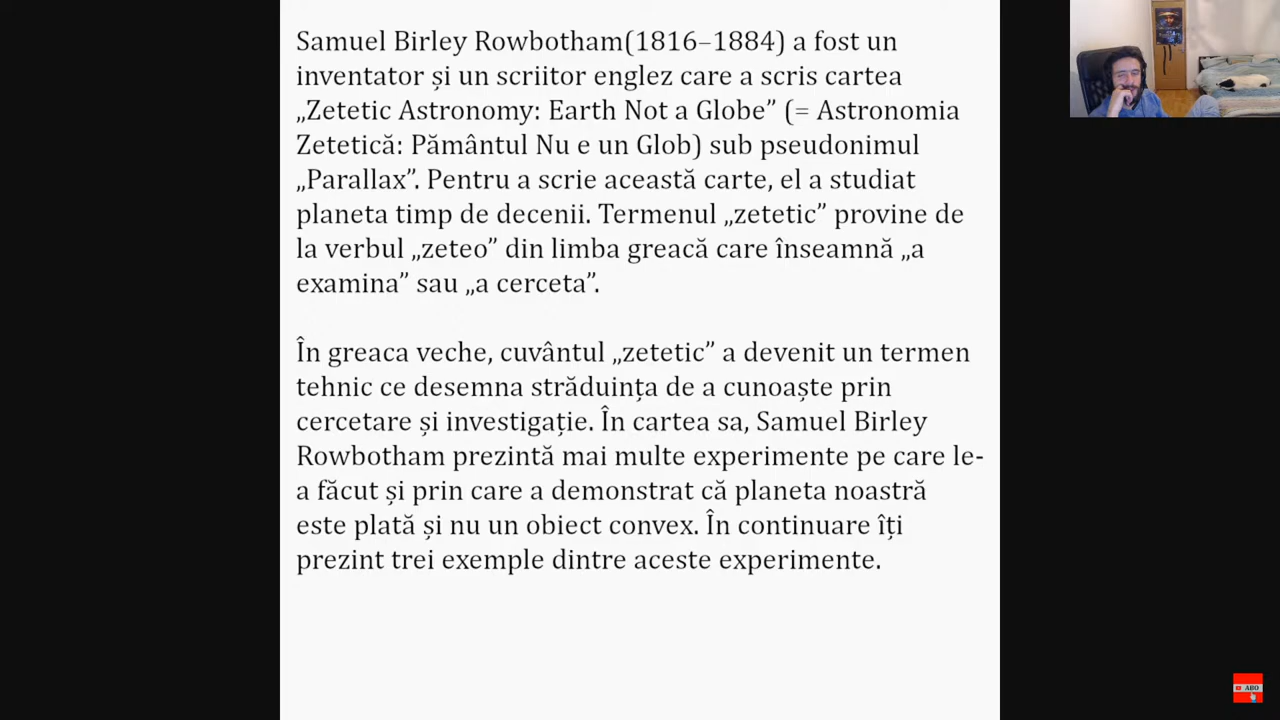 Samuel Birley Rowbotham(1816–1884) a fost un
inventator și un scriitor englez care a scris cartea
„Zetetic Astronomy: Earth Not a Globe” (= Astronomia
Zetetică: Pământul Nu e un Glob) sub pseudonimul
„Parallax”. Pentru a scrie această carte, el a studiat
planeta timp de decenii. Termenul „zetetic” provine de
la verbul „zeteo” din limba greacă care înseamnă „a
examina” sau „a cerceta”.
În greaca veche, cuvântul „zetetic” a devenit un termen
tehnic ce desemna străduința de a cunoaște prin
cercetare și investigație. În cartea sa, Samuel Birley
Rowbotham prezintă mai multe experimente pe care le-
a făcut și prin care a demonstrat că planeta noastră
este plată și nu un obiect convex. În continuare îți
prezint trei exemple dintre aceste experimente.